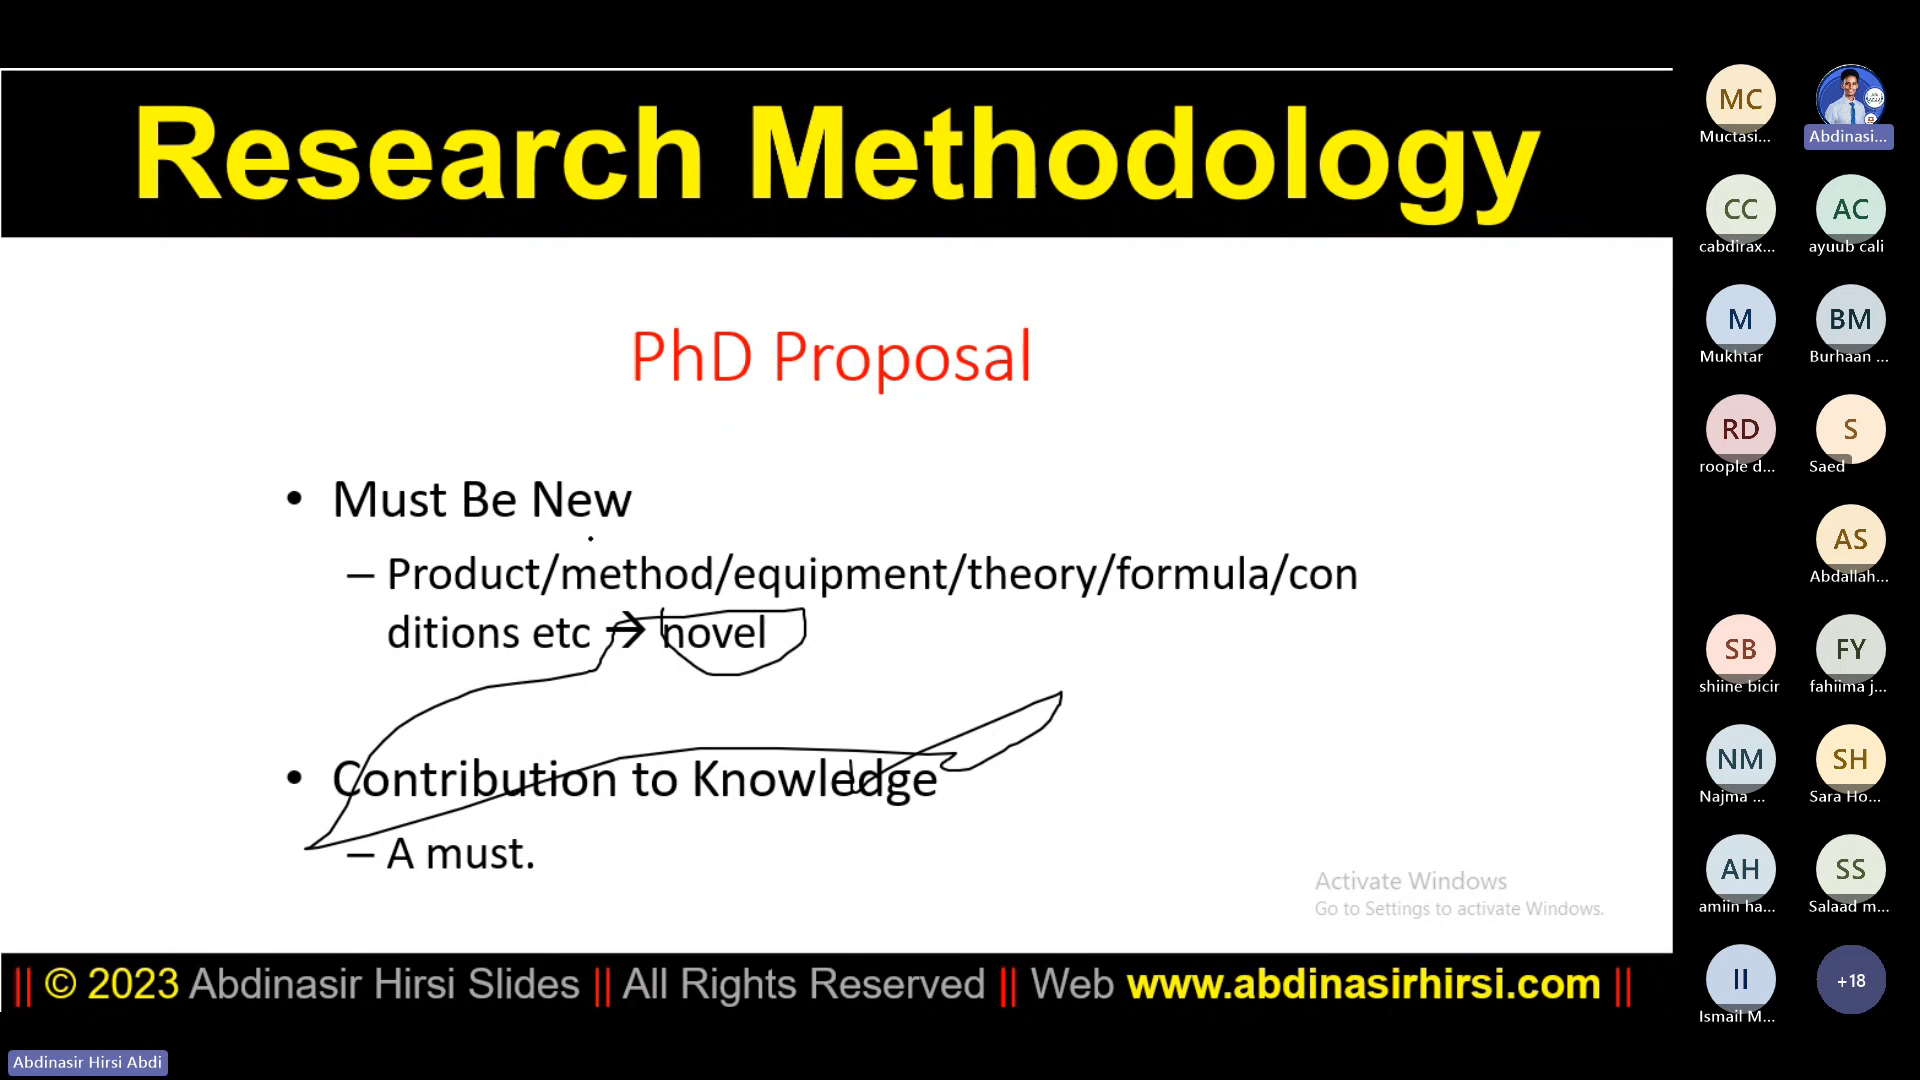 Research Methodology
PhD Proposal
• Must Be New
– Product/method/equipment/theory/formula/con
ditions etc → novel
• Contribution to Knowledge
– A must.
Activate Windows
Go to Settings to activate Windows.
|| © 2023 Abdinasir Hirsi Slides || All Rights Reserved || Web www.abdinasirhirsi.com ||
Abdinasir Hirsi Abdi
MC
Muctasi...
Abdinasi...
CC
cabdirax...
AC
ayuub cali
M
Mukhtar
BM
Burhaan ...
RD
roople d...
S
Saed
AS
Abdallah...
SB
shiine bicir
FY
fahiima j...
NM
Najma ...
SH
Sara Ho...
AH
amiin ha...
SS
Salaad m...
II
Ismail M...
+18